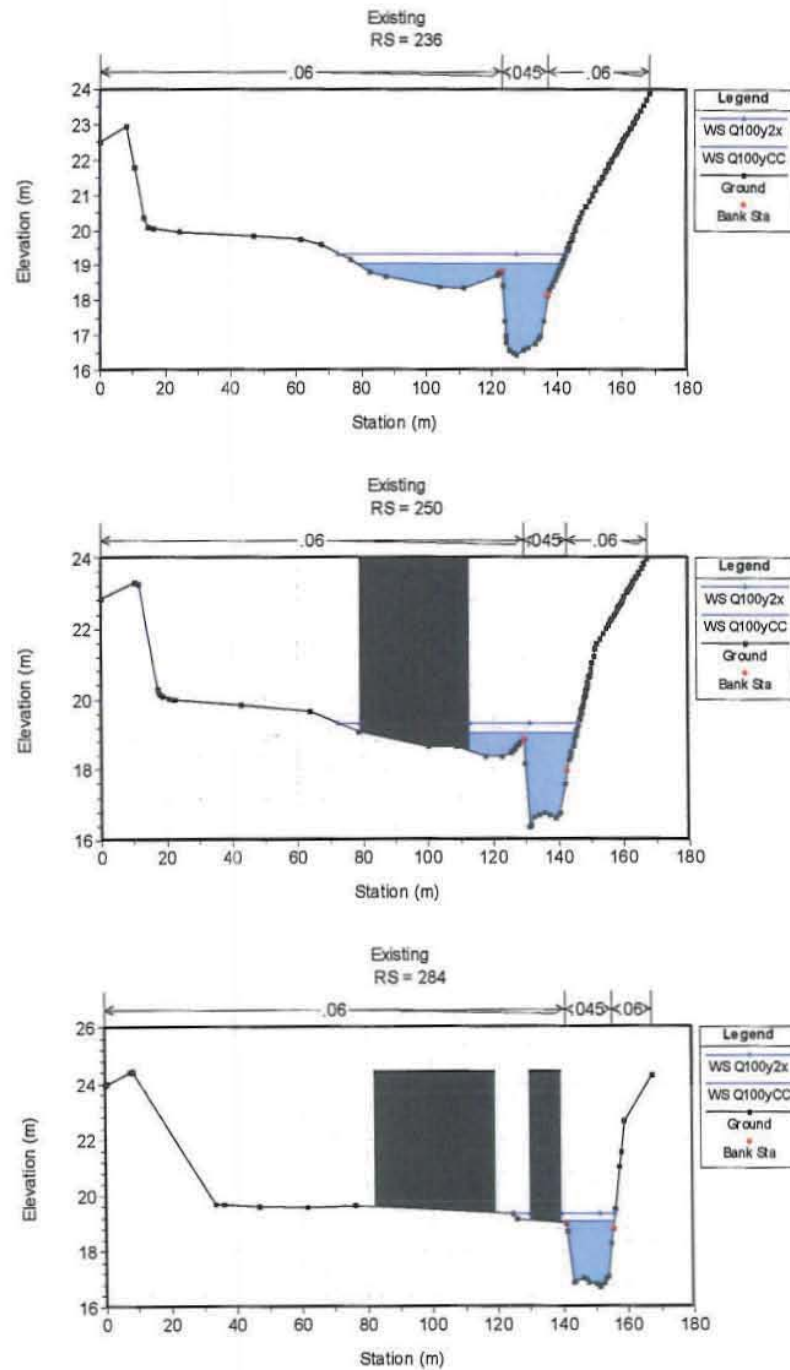 Existing
RS = 236
.06 .045 .06
Legend
WS Q100y2x
WS Q100yCC
Ground
Bank Sta
24
23
22
21
20
19
18
17
16
Elevation (m)
0 20 40 60 80 100 120 140 160 180
Station (m)
Existing
RS = 250
.06 .045 .06
Legend
WS Q100y2x
WS Q100yCC
Ground
Bank Sta
24
22
20
18
16
Elevation (m)
0 20 40 60 80 100 120 140 160 180
Station (m)
Existing
RS = 284
.06 .045 .06
Legend
WS Q100y2x
WS Q100yCC
Ground
Bank Sta
26
24
22
20
18
16
Elevation (m)
0 20 40 60 80 100 120 140 160 180
Station (m)